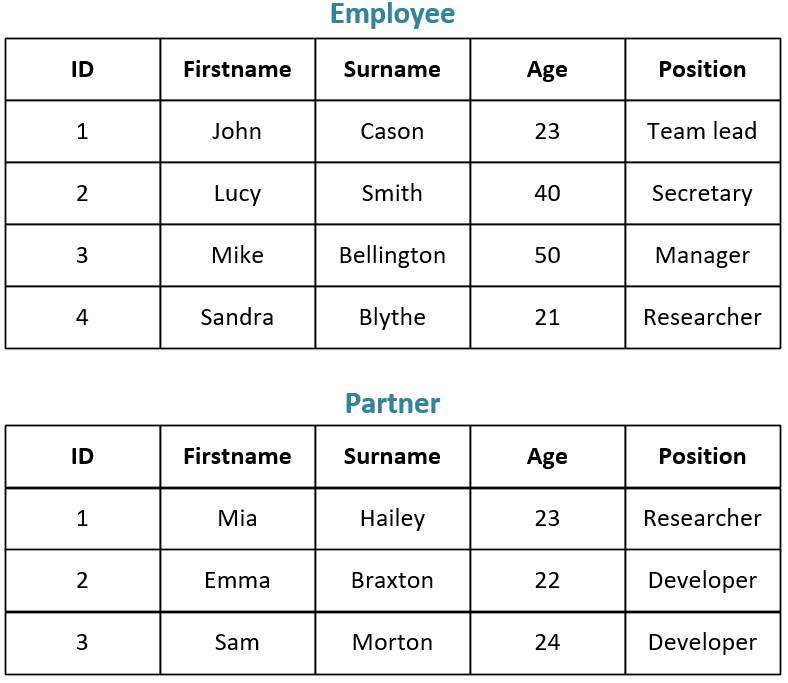 Employee
ID Firstname Surname Age Position
1 John Cason 23 Team lead
2 Lucy Smith 40 Secretary
3 Mike Bellington 50 Manager
4 Sandra Blythe 21 Researcher
Partner
ID Firstname Surname Age Position
1 Mia Hailey 23 Researcher
2 Emma Braxton 22 Developer
3 Sam Morton 24 Developer